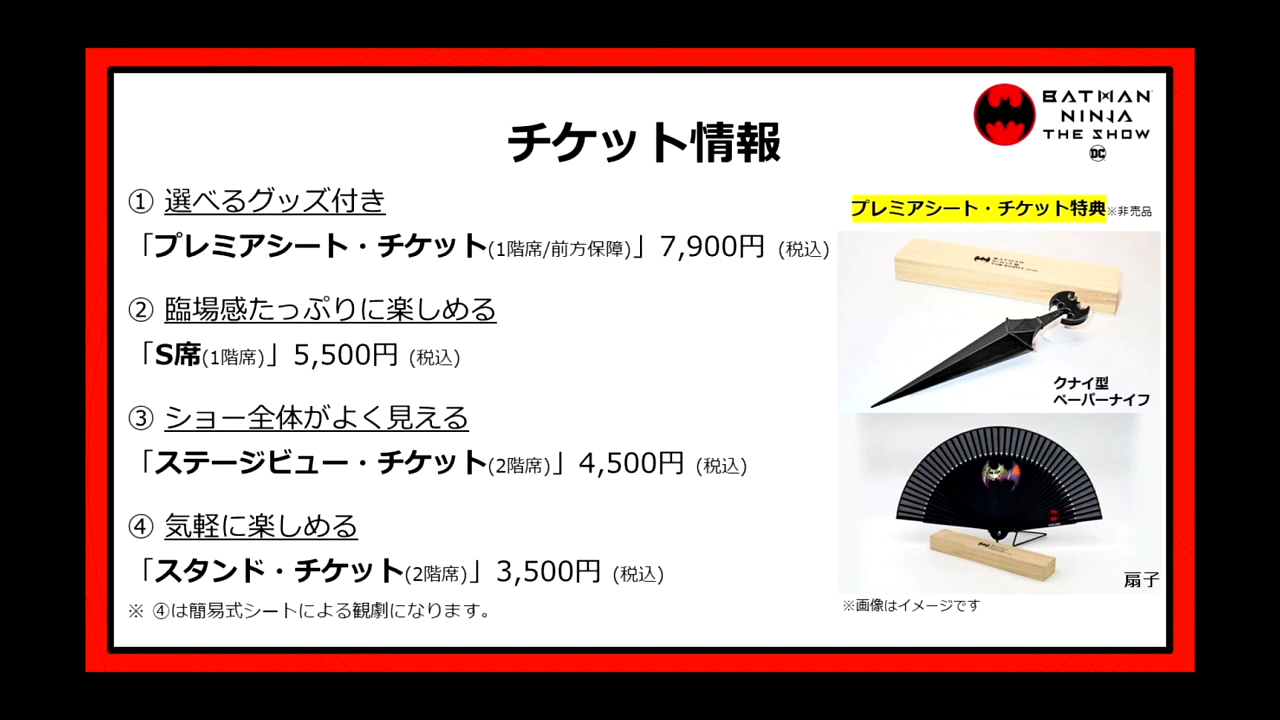 BATMAN
NINJA
THE SHOW
DC
チケット情報
① 選べるグッズ付き
「プレミアシート・チケット(1階席/前方保障)」7,900円 (税込)
② 臨場感たっぷりに楽しめる
「S席(1階席)」5,500円 (税込)
③ ショー全体がよく見える
「ステージビュー・チケット(2階席)」4,500円 (税込)
④ 気軽に楽しめる
「スタンド・チケット(2階席)」3,500円 (税込)
※ ④は簡易式シートによる観劇になります。
プレミアシート・チケット特典※非売品
BATMAN
クナイ型
ペーパーナイフ
扇子
※画像はイメージです